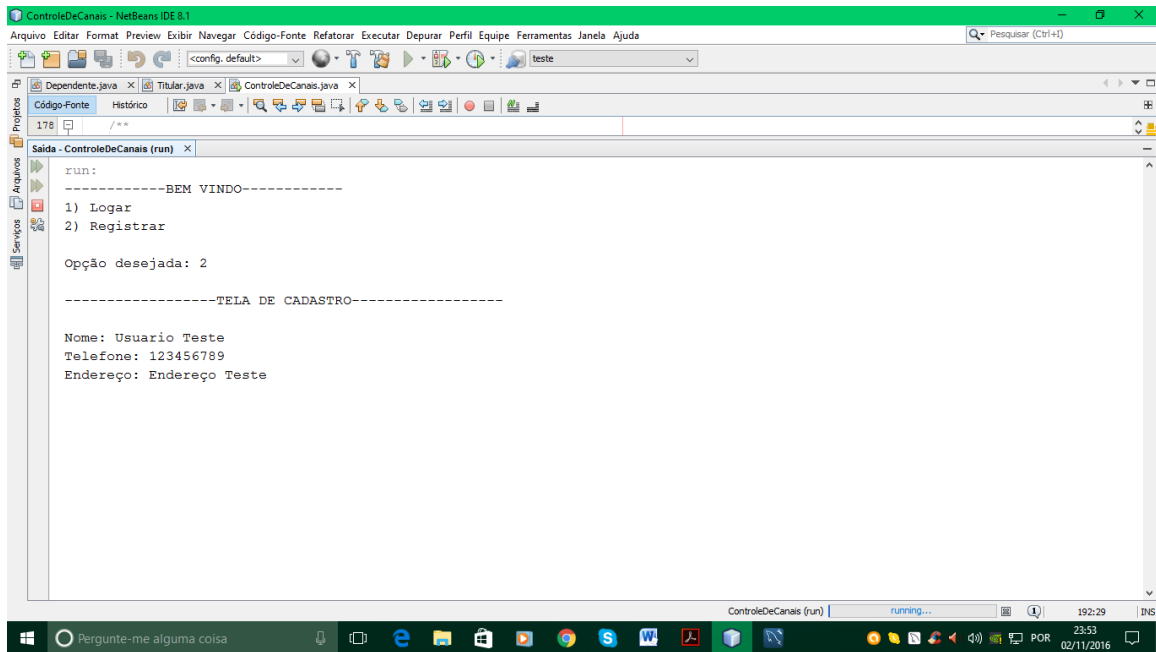 ControleDeCanais - NetBeans IDE 8.1
Arquivo Editar Format Preview Exibir Navegar Código-Fonte Refatorar Executar Depurar Perfil Equipe Ferramentas Janela Ajuda
Pesquisar (Ctrl+I)
<config. default>
teste
Dependente.java
Titular.java
ControleDeCanais.java
Código-Fonte Histórico
178 /**
Projetos
Arquivos
Serviços
Saída - ControleDeCanais (run)
run:
------------BEM VINDO------------
1) Logar
2) Registrar
Opção desejada: 2
------------------TELA DE CADASTRO------------------
Nome: Usuario Teste
Telefone: 123456789
Endereço: Endereço Teste
ControleDeCanais (run) running... 1 192:29 INS
Pergunte-me alguma coisa
POR
23:53
02/11/2016